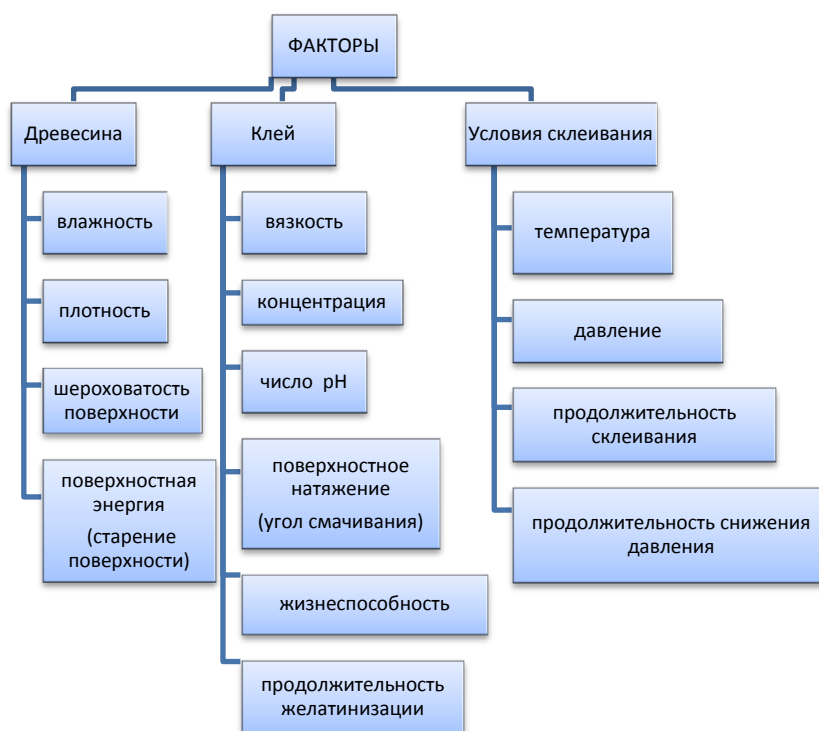 ФАКТОРЫ
Древесина
влажность
плотность
шероховатость
поверхности
поверхностная
энергия
(старение
поверхности)
Клей
вязкость
концентрация
число pH
поверхностное
натяжение
(угол смачивания)
жизнеспособность
продолжительность
желатинизации
Условия склеивания
температура
давление
продолжительность
склеивания
продолжительность снижения
давления